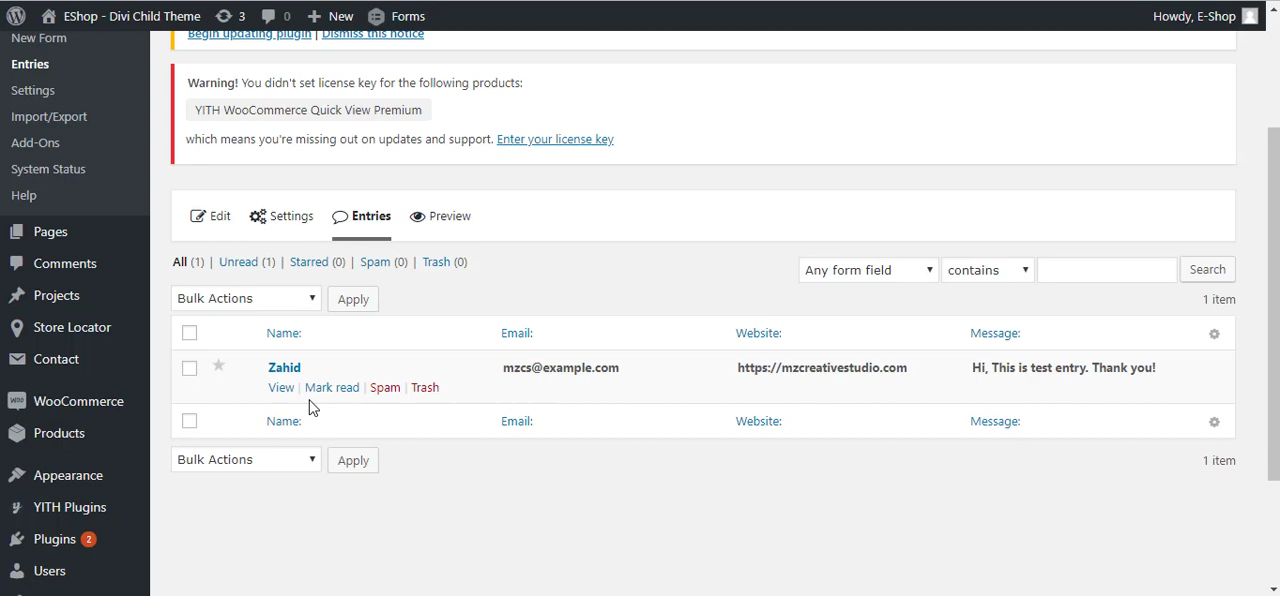 EShop - Divi Child Theme 3 0 New Forms Howdy, E-Shop
New Form
Entries
Settings
Import/Export
Add-Ons
System Status
Help
Pages
Comments
Projects
Store Locator
Contact
WooCommerce
Products
Appearance
YITH Plugins
Plugins 2
Users
Begin updating plugin | Dismiss this notice
Warning! You didn't set license key for the following products:
YITH WooCommerce Quick View Premium
which means you're missing out on updates and support. Enter your license key
Edit Settings Entries Preview
All (1) | Unread (1) | Starred (0) | Spam (0) | Trash (0)
Any form field contains Search
Bulk Actions Apply 1 item
Name: Email: Website: Message:
Zahid mzcs@example.com https://mzcreativestudio.com Hi, This is test entry. Thank you!
View | Mark read | Spam | Trash
Name: Email: Website: Message:
Bulk Actions Apply 1 item